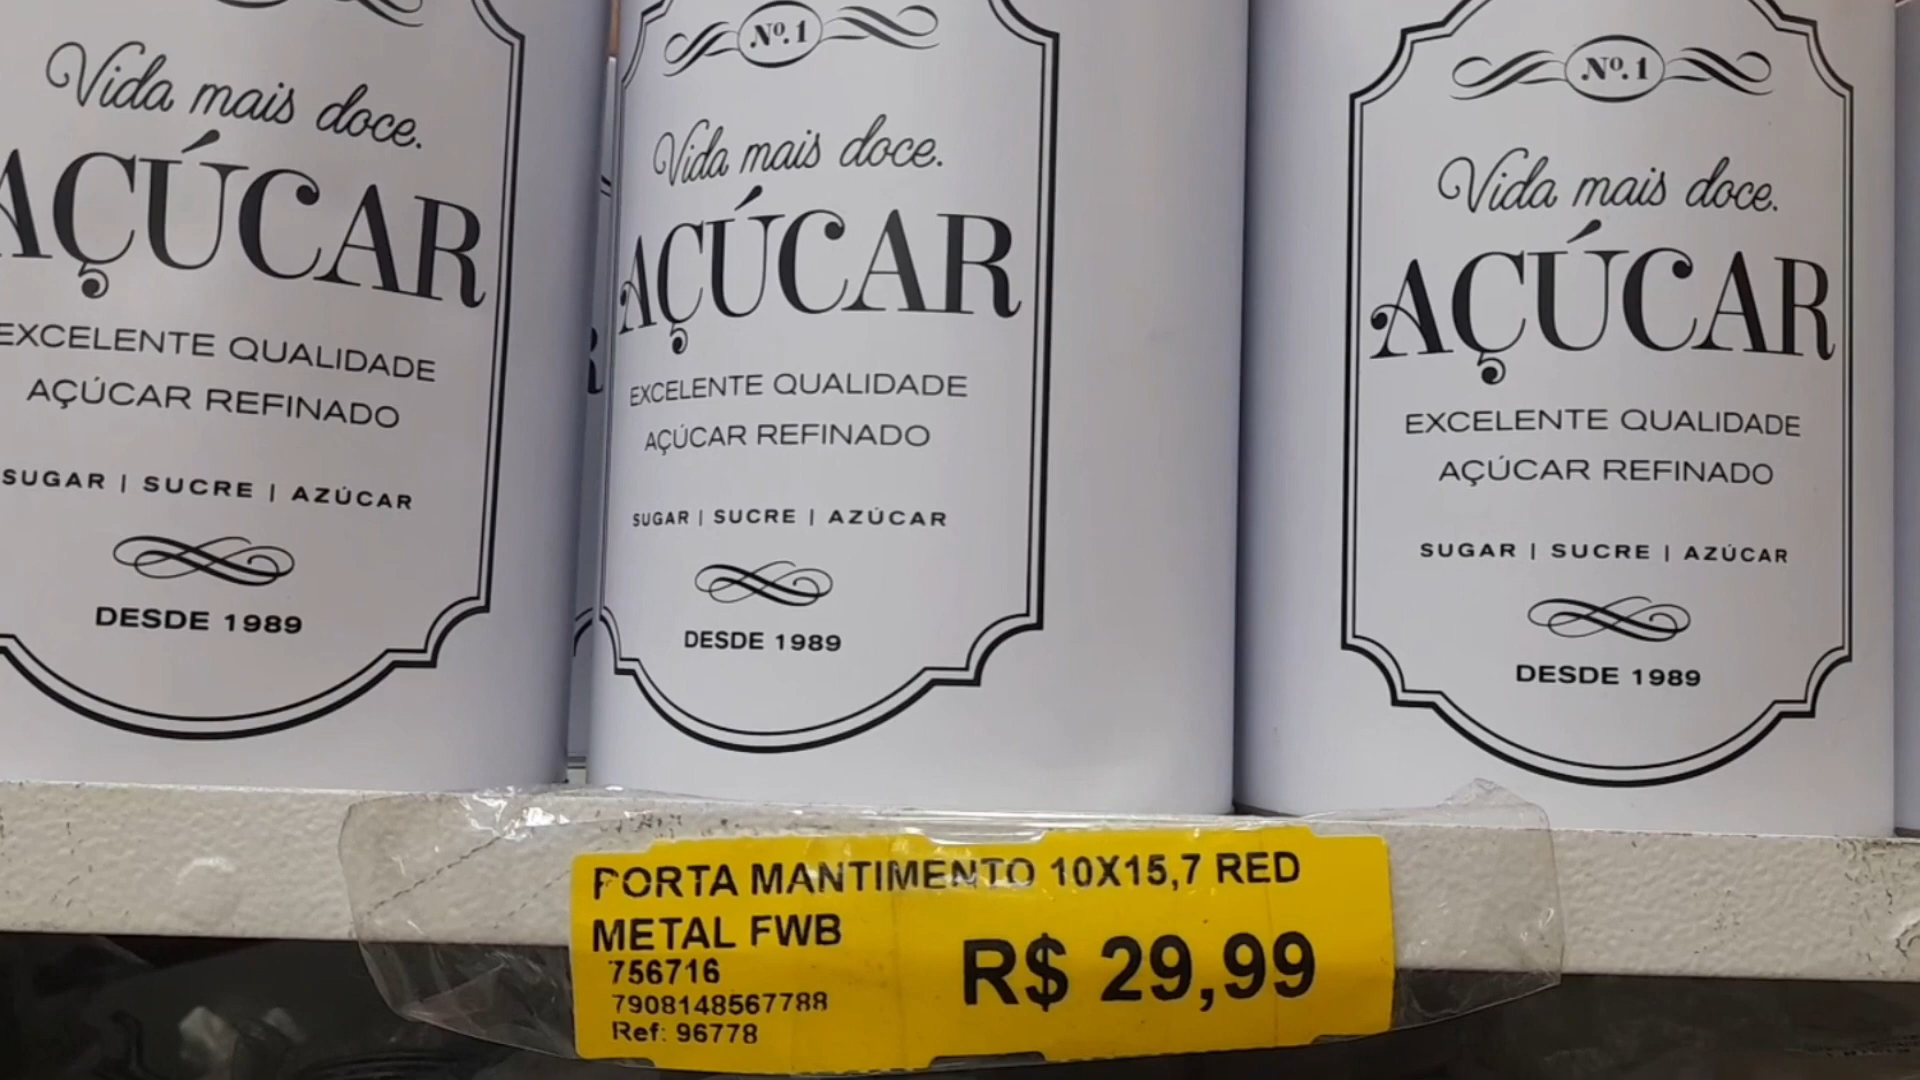 Vida mais doce.
AÇÚCAR
EXCELENTE QUALIDADE
AÇÚCAR REFINADO
SUGAR | SUCRE | AZÚCAR
DESDE 1989
Nº.1
Vida mais doce.
AÇÚCAR
EXCELENTE QUALIDADE
AÇÚCAR REFINADO
SUGAR | SUCRE | AZÚCAR
DESDE 1989
Nº.1
Vida mais doce.
AÇÚCAR
EXCELENTE QUALIDADE
AÇÚCAR REFINADO
SUGAR | SUCRE | AZÚCAR
DESDE 1989
PORTA MANTIMENTO 10X15,7 RED
METAL FWB
756716
7908148567788
Ref: 96778
R$ 29,99